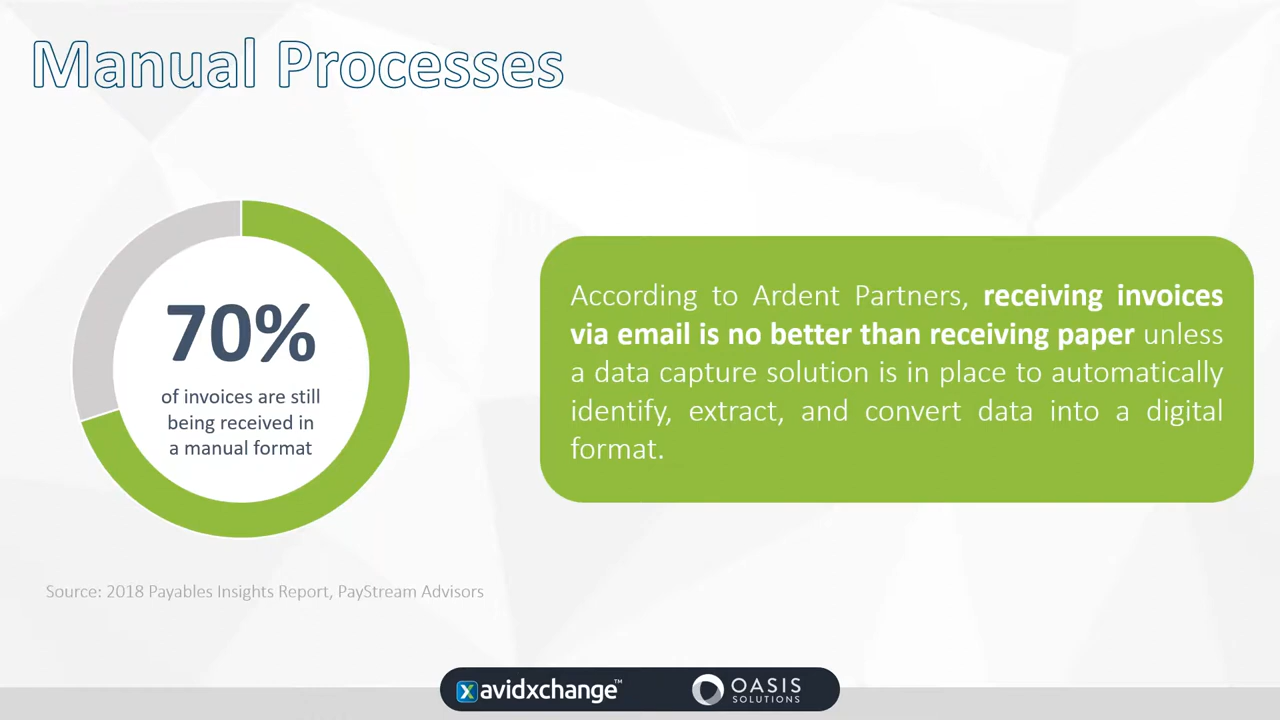 Manual Processes
70%
of invoices are still
being received in
a manual format
According to Ardent Partners, receiving invoices
via email is no better than receiving paper unless
a data capture solution is in place to automatically
identify, extract, and convert data into a digital
format.
Source: 2018 Payables Insights Report, PayStream Advisors
avidxchange™
OASIS
SOLUTIONS